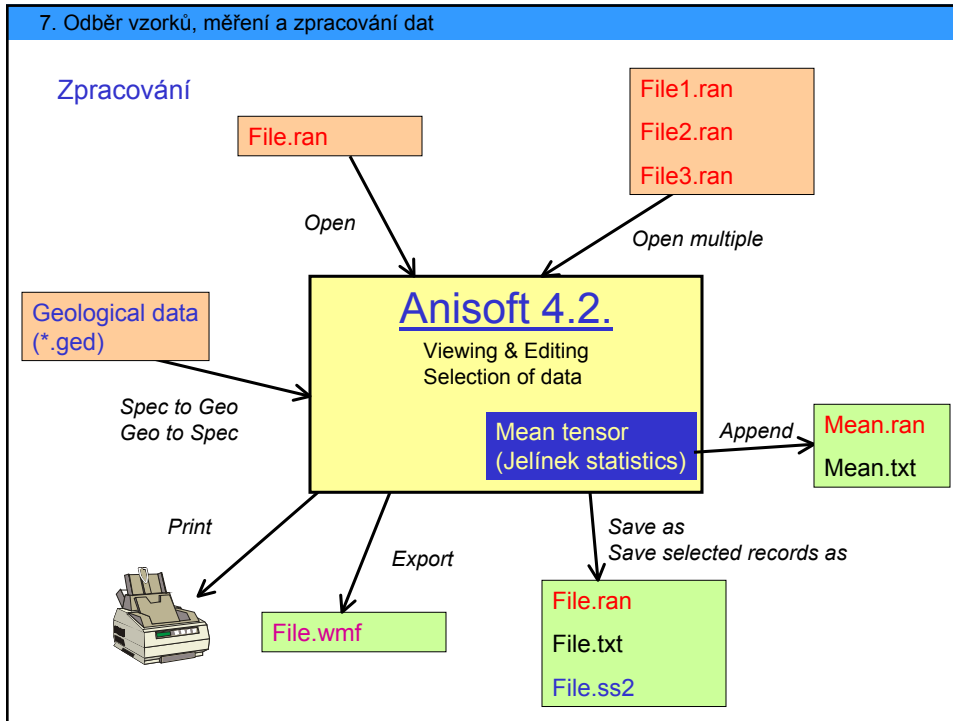 7. Odběr vzorků, měření a zpracování dat
Zpracování
File.ran
File1.ran
File2.ran
File3.ran
Open
Open multiple
Geological data
(*.ged)
Anisoft 4.2.
Viewing & Editing
Selection of data
Spec to Geo
Geo to Spec
Mean tensor
(Jelínek statistics)
Append
Mean.ran
Mean.txt
Print
Export
Save as
Save selected records as
File.wmf
File.ran
File.txt
File.ss2